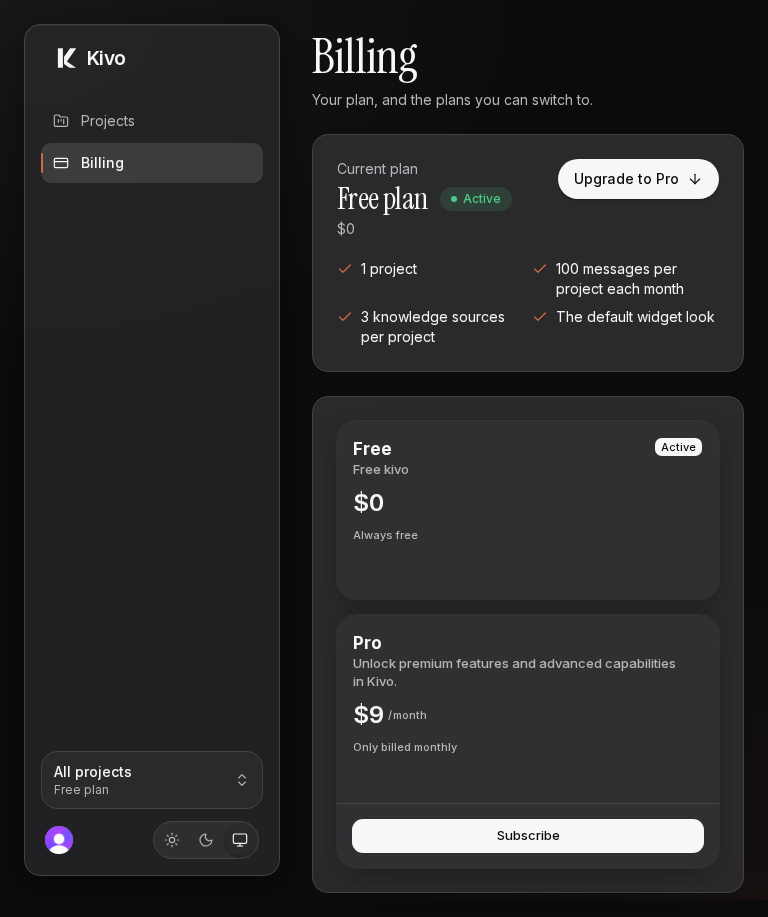 Kivo
Projects
Billing
All projects
Free plan
Billing
Your plan, and the plans you can switch to.
Current plan
Free plan
Active
$0
Upgrade to Pro
1 project
100 messages per
project each month
3 knowledge sources
per project
The default widget look
Free
Active
Free kivo
$0
Always free
Pro
Unlock premium features and advanced capabilities
in Kivo.
$9 /month
Only billed monthly
Subscribe